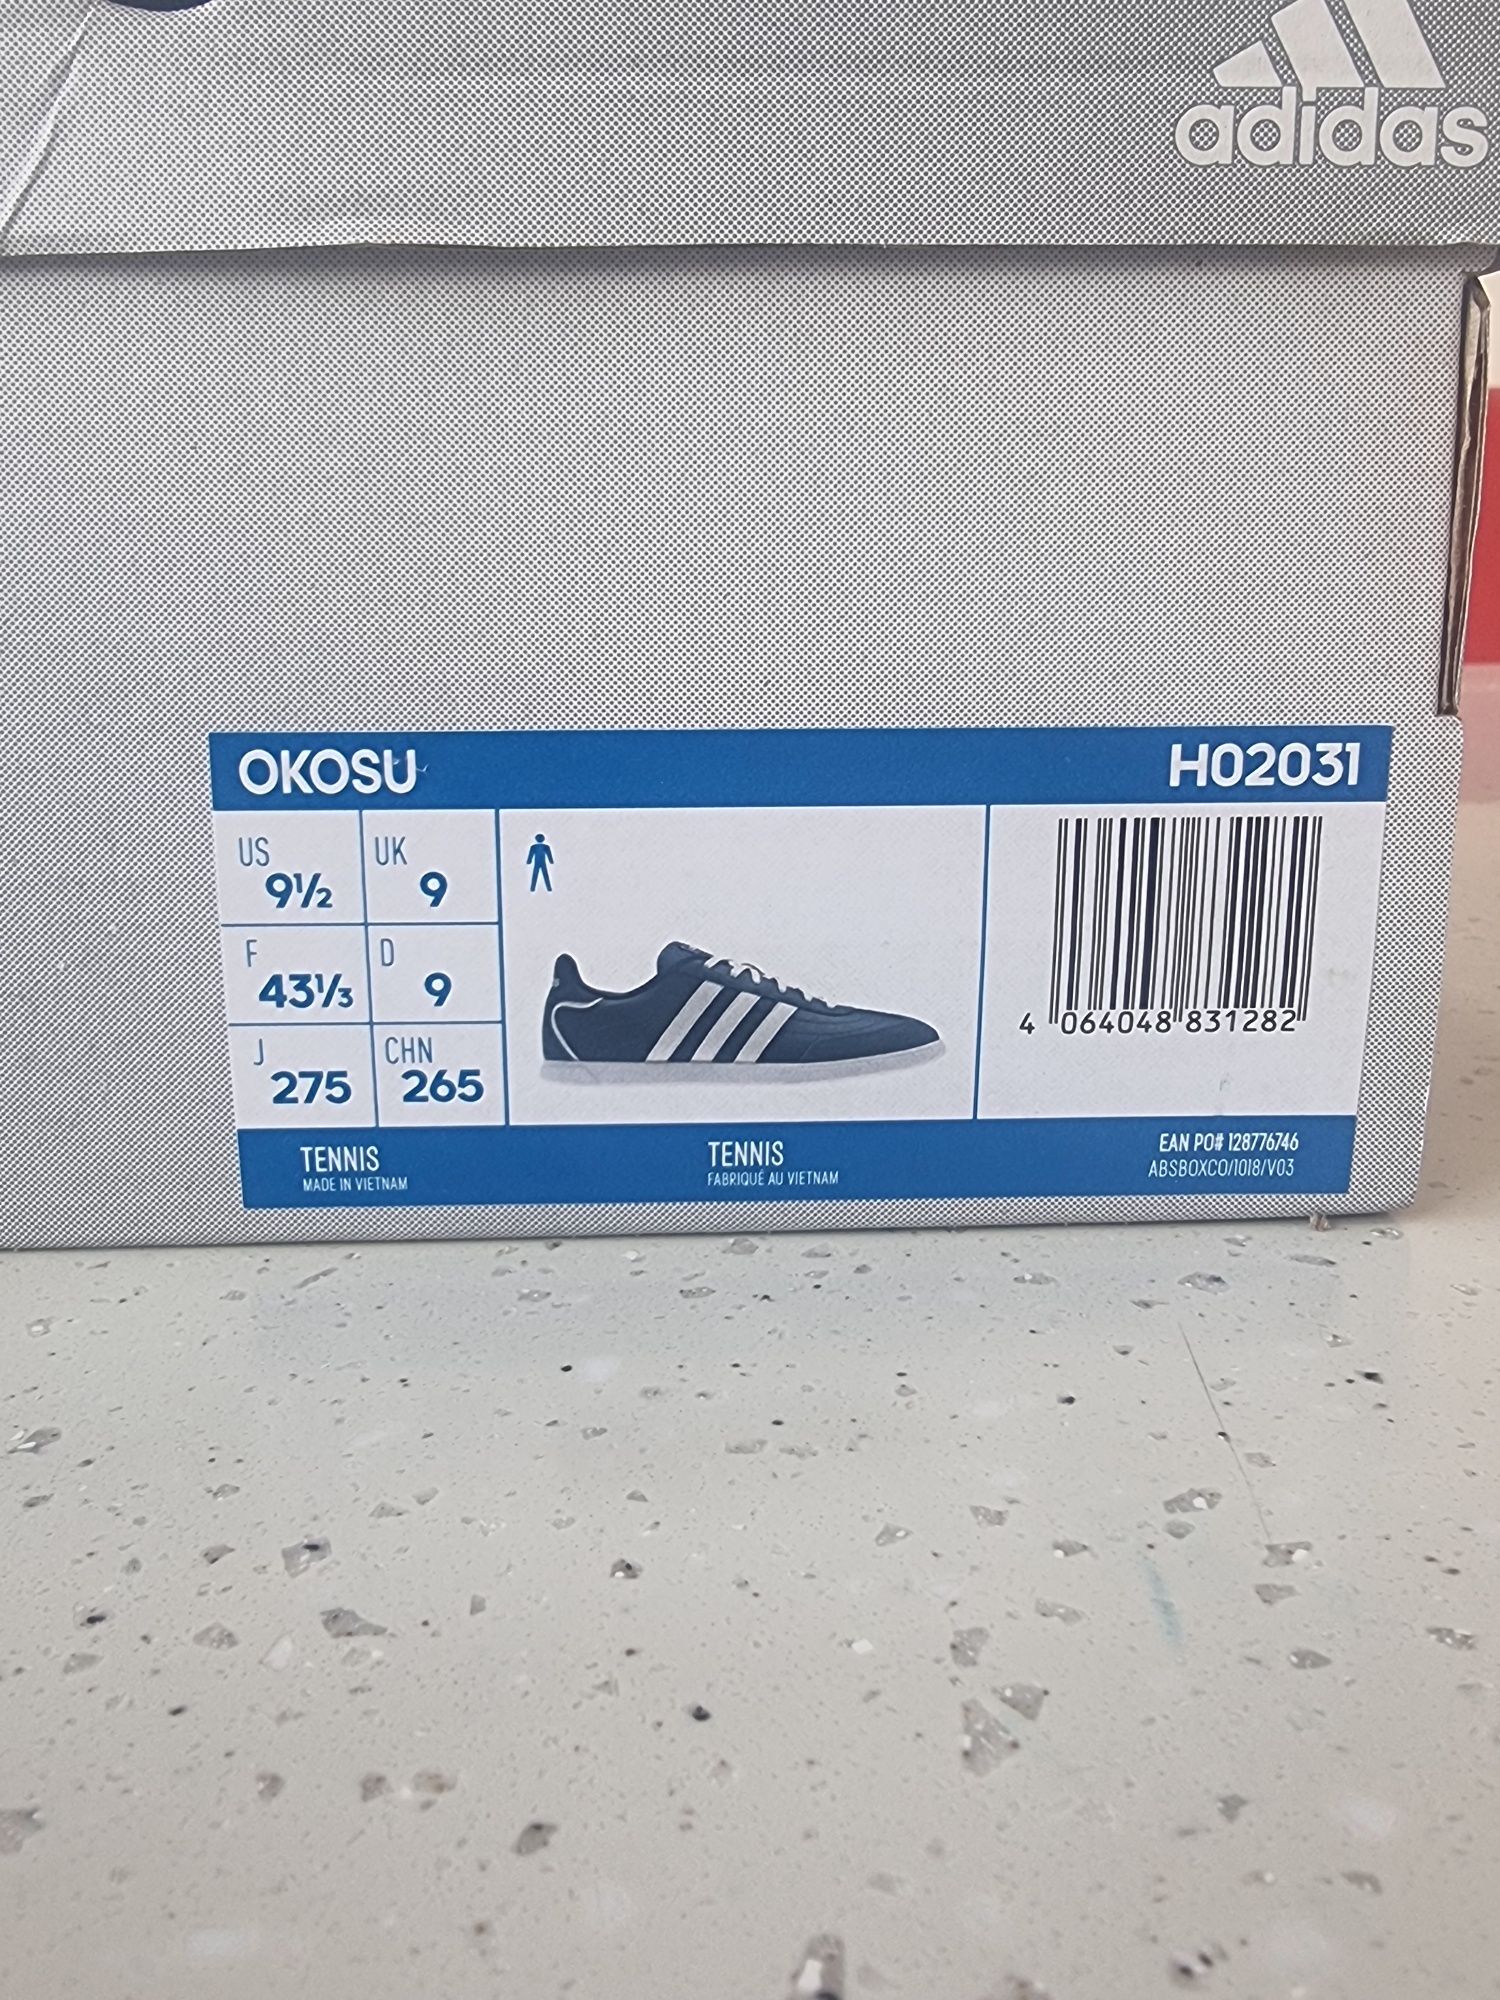 adidas
OKOSU H02031
US 9½ UK 9
F 43⅓ D 9
J 275 CHN 265
4 064048 831282
TENNIS
MADE IN VIETNAM
TENNIS
FABRIQUÉ AU VIETNAM
EAN PO# 128776746
ABSBOXCO/1018/V03